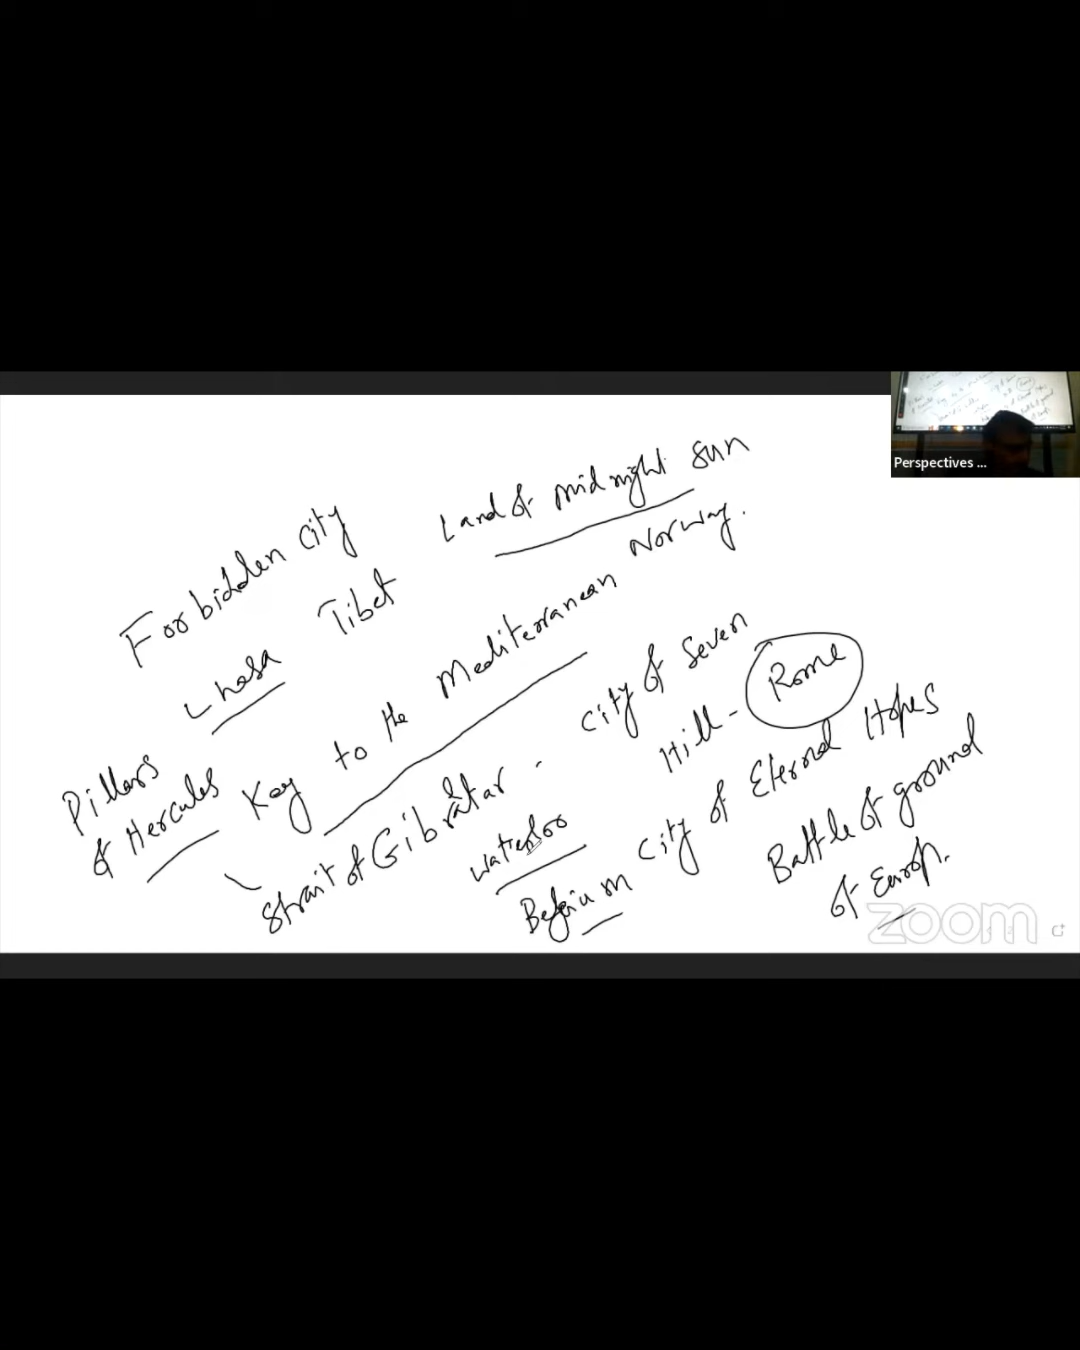 Perspectives ...
Land of midnight sun
Norway.
Forbidden city
Tibet
Lhasa
Key to the Mediterranean
Pillars
of Hercules
Strait of Gibraltar -
City of Seven
Hill - Rome
City of Eternal Hopes
Waterloo
Belgium
Battle of ground
of Europ.
zoom